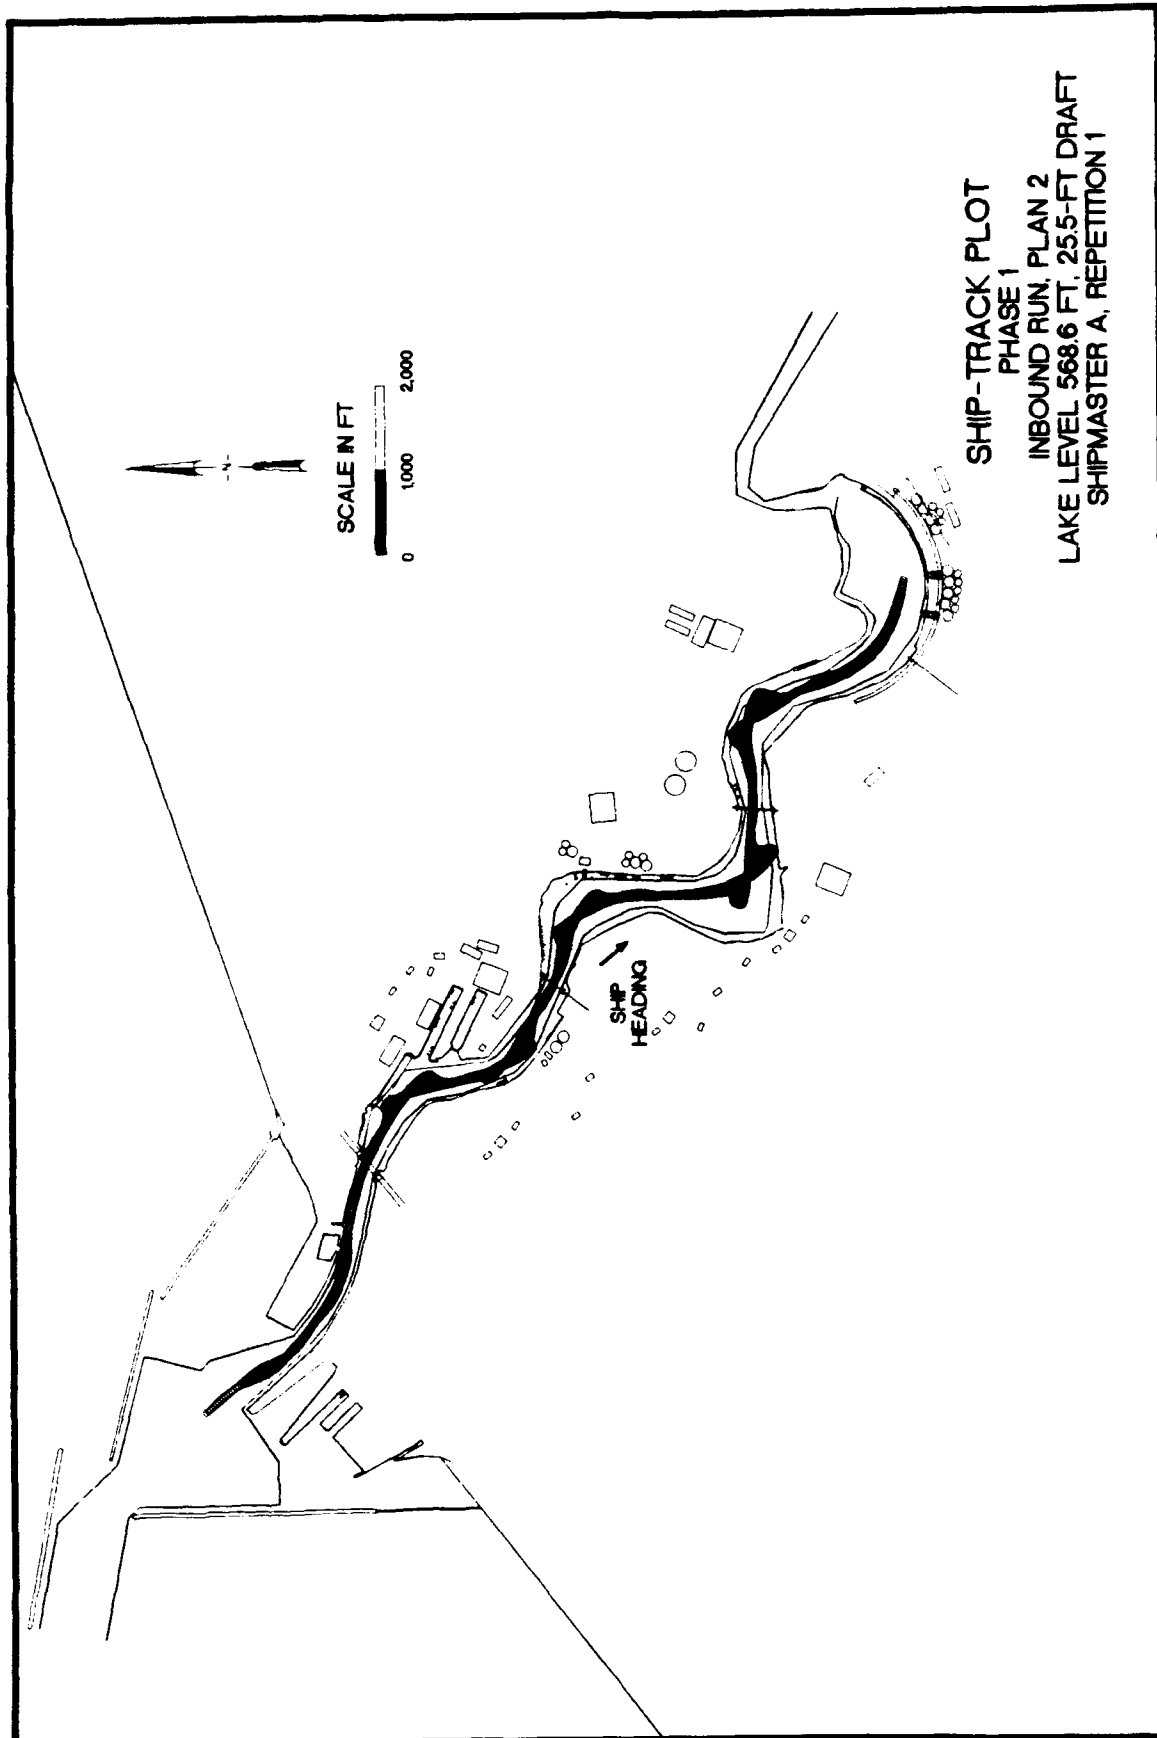 SCALE IN FT
0 1,000 2,000
N
SHIP
HEADING
SHIP-TRACK PLOT
PHASE 1
INBOUND RUN, PLAN 2
LAKE LEVEL 568.6 FT, 25.5-FT DRAFT
SHIPMASTER A, REPETITION 1